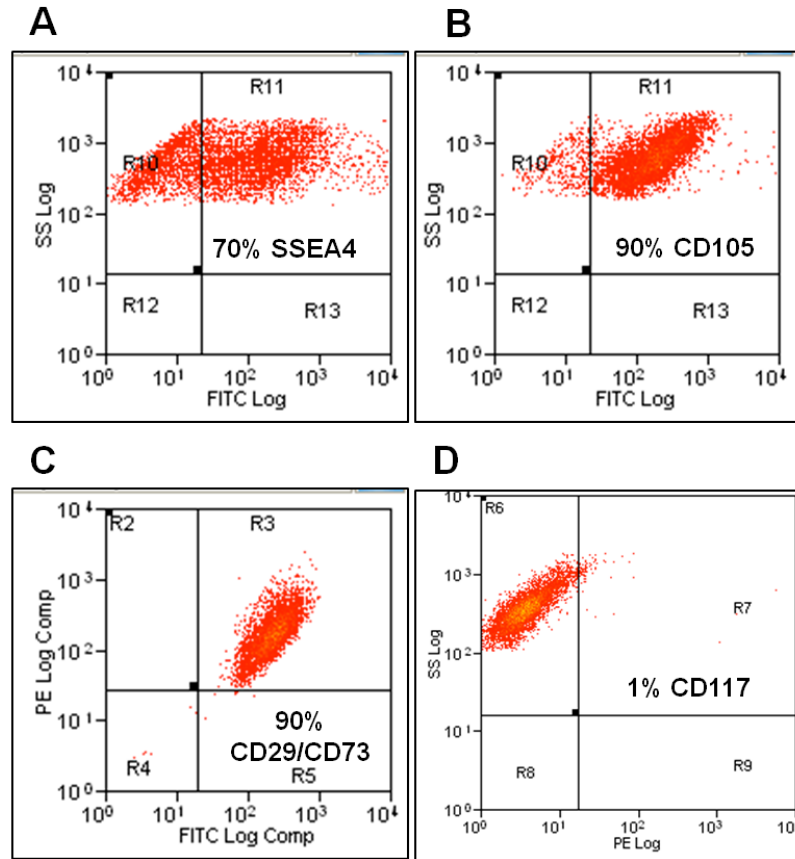 A
10⁴
R11
10³
R10
SS Log
10²
70% SSEA4
10¹
R12
R13
10⁰
10⁰ 10¹ 10² 10³ 10⁴
FITC Log
B
10⁴
R11
10³
R10
SS Log
10²
90% CD105
10¹
R12
R13
10⁰
10⁰ 10¹ 10² 10³ 10⁴
FITC Log
C
10⁴
R2
R3
10³
PE Log Comp
10²
10¹
90%
CD29/CD73
R4
R5
10⁰
10⁰ 10¹ 10² 10³ 10⁴
FITC Log Comp
D
10⁴
R6
10³
R7
SS Log
10²
1% CD117
10¹
R8
R9
10⁰
10⁰ 10¹ 10² 10³ 10
PE Log